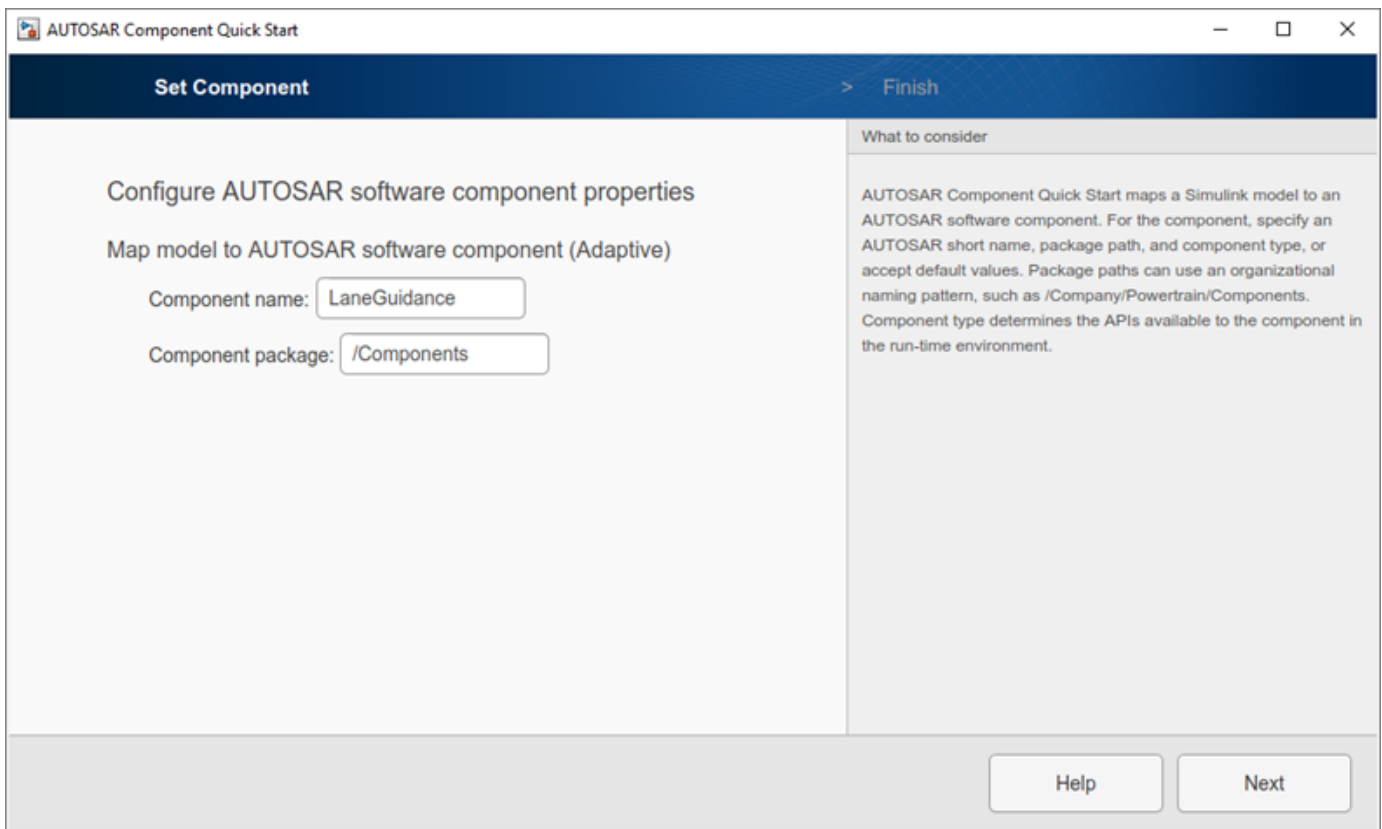 AUTOSAR Component Quick Start
Set Component
> Finish
Configure AUTOSAR software component properties
Map model to AUTOSAR software component (Adaptive)
Component name: LaneGuidance
Component package: /Components
What to consider
AUTOSAR Component Quick Start maps a Simulink model to an
AUTOSAR software component. For the component, specify an
AUTOSAR short name, package path, and component type, or
accept default values. Package paths can use an organizational
naming pattern, such as /Company/Powertrain/Components.
Component type determines the APIs available to the component in
the run-time environment.
Help
Next